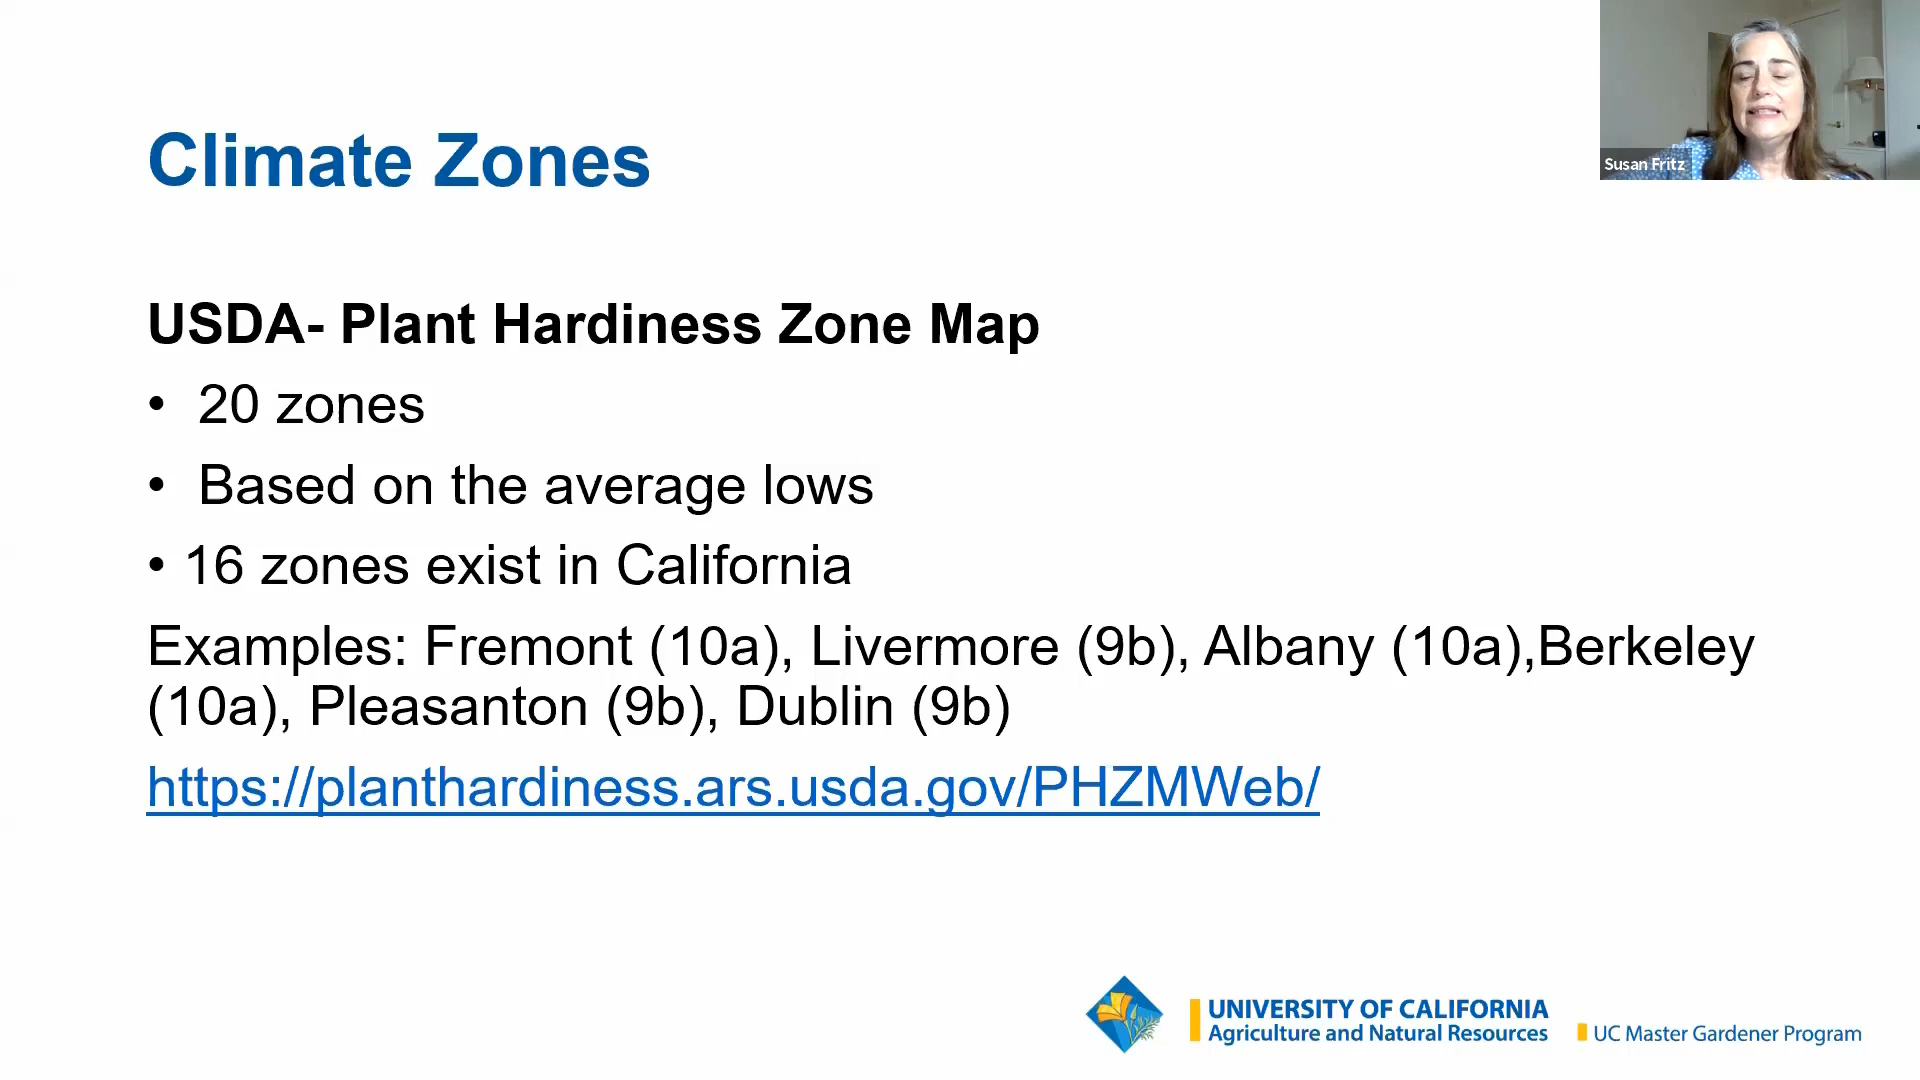 Climate Zones
Susan Fritz
USDA- Plant Hardiness Zone Map
• 20 zones
• Based on the average lows
• 16 zones exist in California
Examples: Fremont (10a), Livermore (9b), Albany (10a),Berkeley
(10a), Pleasanton (9b), Dublin (9b)
https://planthardiness.ars.usda.gov/PHZMWeb/
UNIVERSITY OF CALIFORNIA
Agriculture and Natural Resources
UC Master Gardener Program